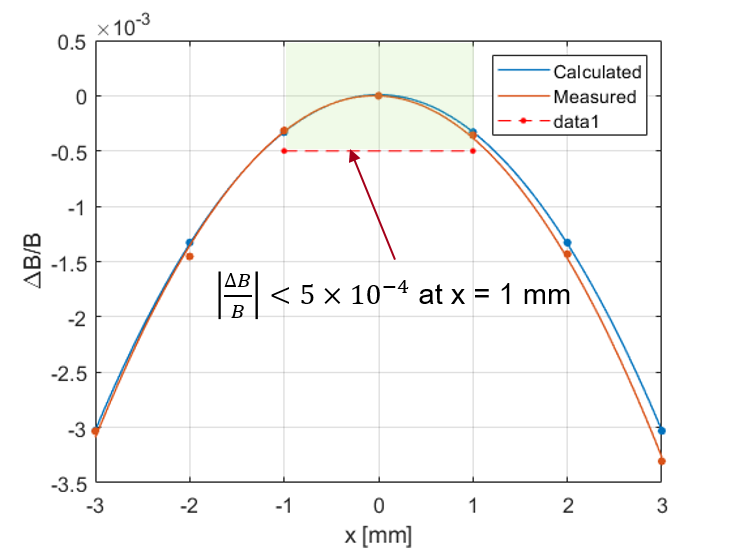 ×10⁻³
0.5
0
-0.5
-1
-1.5
-2
-2.5
-3
-3.5
ΔB/B
Calculated
Measured
data1
|ΔB/B| < 5 × 10⁻⁴ at x = 1 mm
-3 -2 -1 0 1 2 3
x [mm]